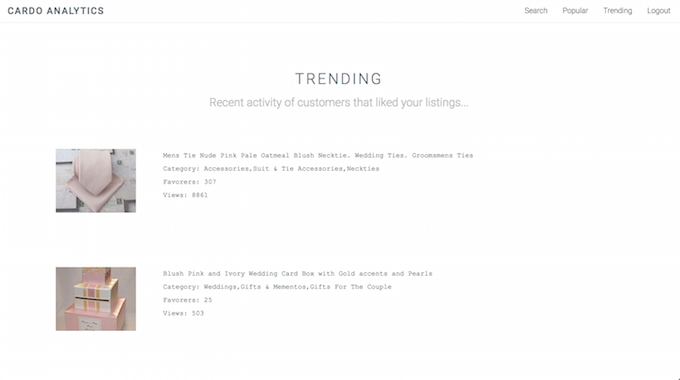 CARDO ANALYTICS
Search Popular Trending Logout
TRENDING
Recent activity of customers that liked your listings...
Mens Tie Nude Pink Pale Oatmeal Blush Necktie. Wedding Ties. Groomsmens Ties
Category: Accessories,Suit & Tie Accessories,Neckties
Favorers: 307
Views: 8861
Blush Pink and Ivory Wedding Card Box with Gold accents and Pearls
Category: Weddings,Gifts & Mementos,Gifts For The Couple
Favorers: 25
Views: 503